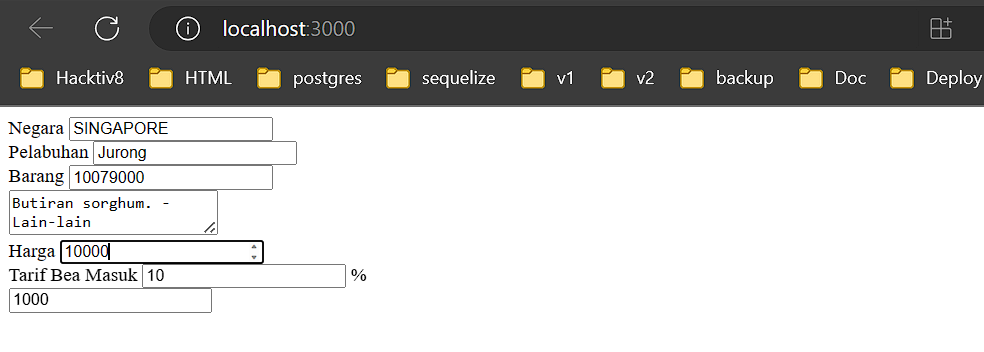 localhost:3000
Hacktiv8 HTML postgres sequelize v1 v2 backup Doc Deploy
Negara SINGAPORE
Pelabuhan Jurong
Barang 10079000
Butiran sorghum. -
Lain-lain
Harga 10000
Tarif Bea Masuk 10 %
1000